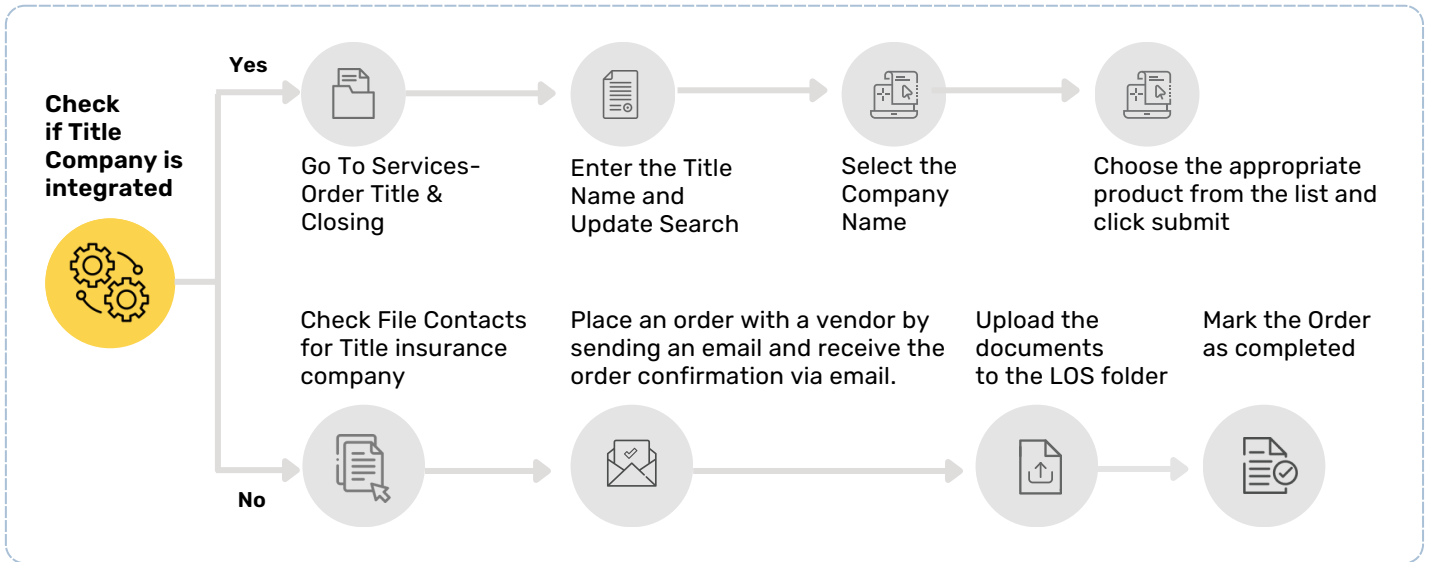 Check
if Title
Company is
integrated
Yes
Go To Services-
Order Title &
Closing
Enter the Title
Name and
Update Search
Select the
Company
Name
Choose the appropriate
product from the list and
click submit
No
Check File Contacts
for Title insurance
company
Place an order with a vendor by
sending an email and receive the
order confirmation via email.
Upload the
documents
to the LOS folder
Mark the Order
as completed